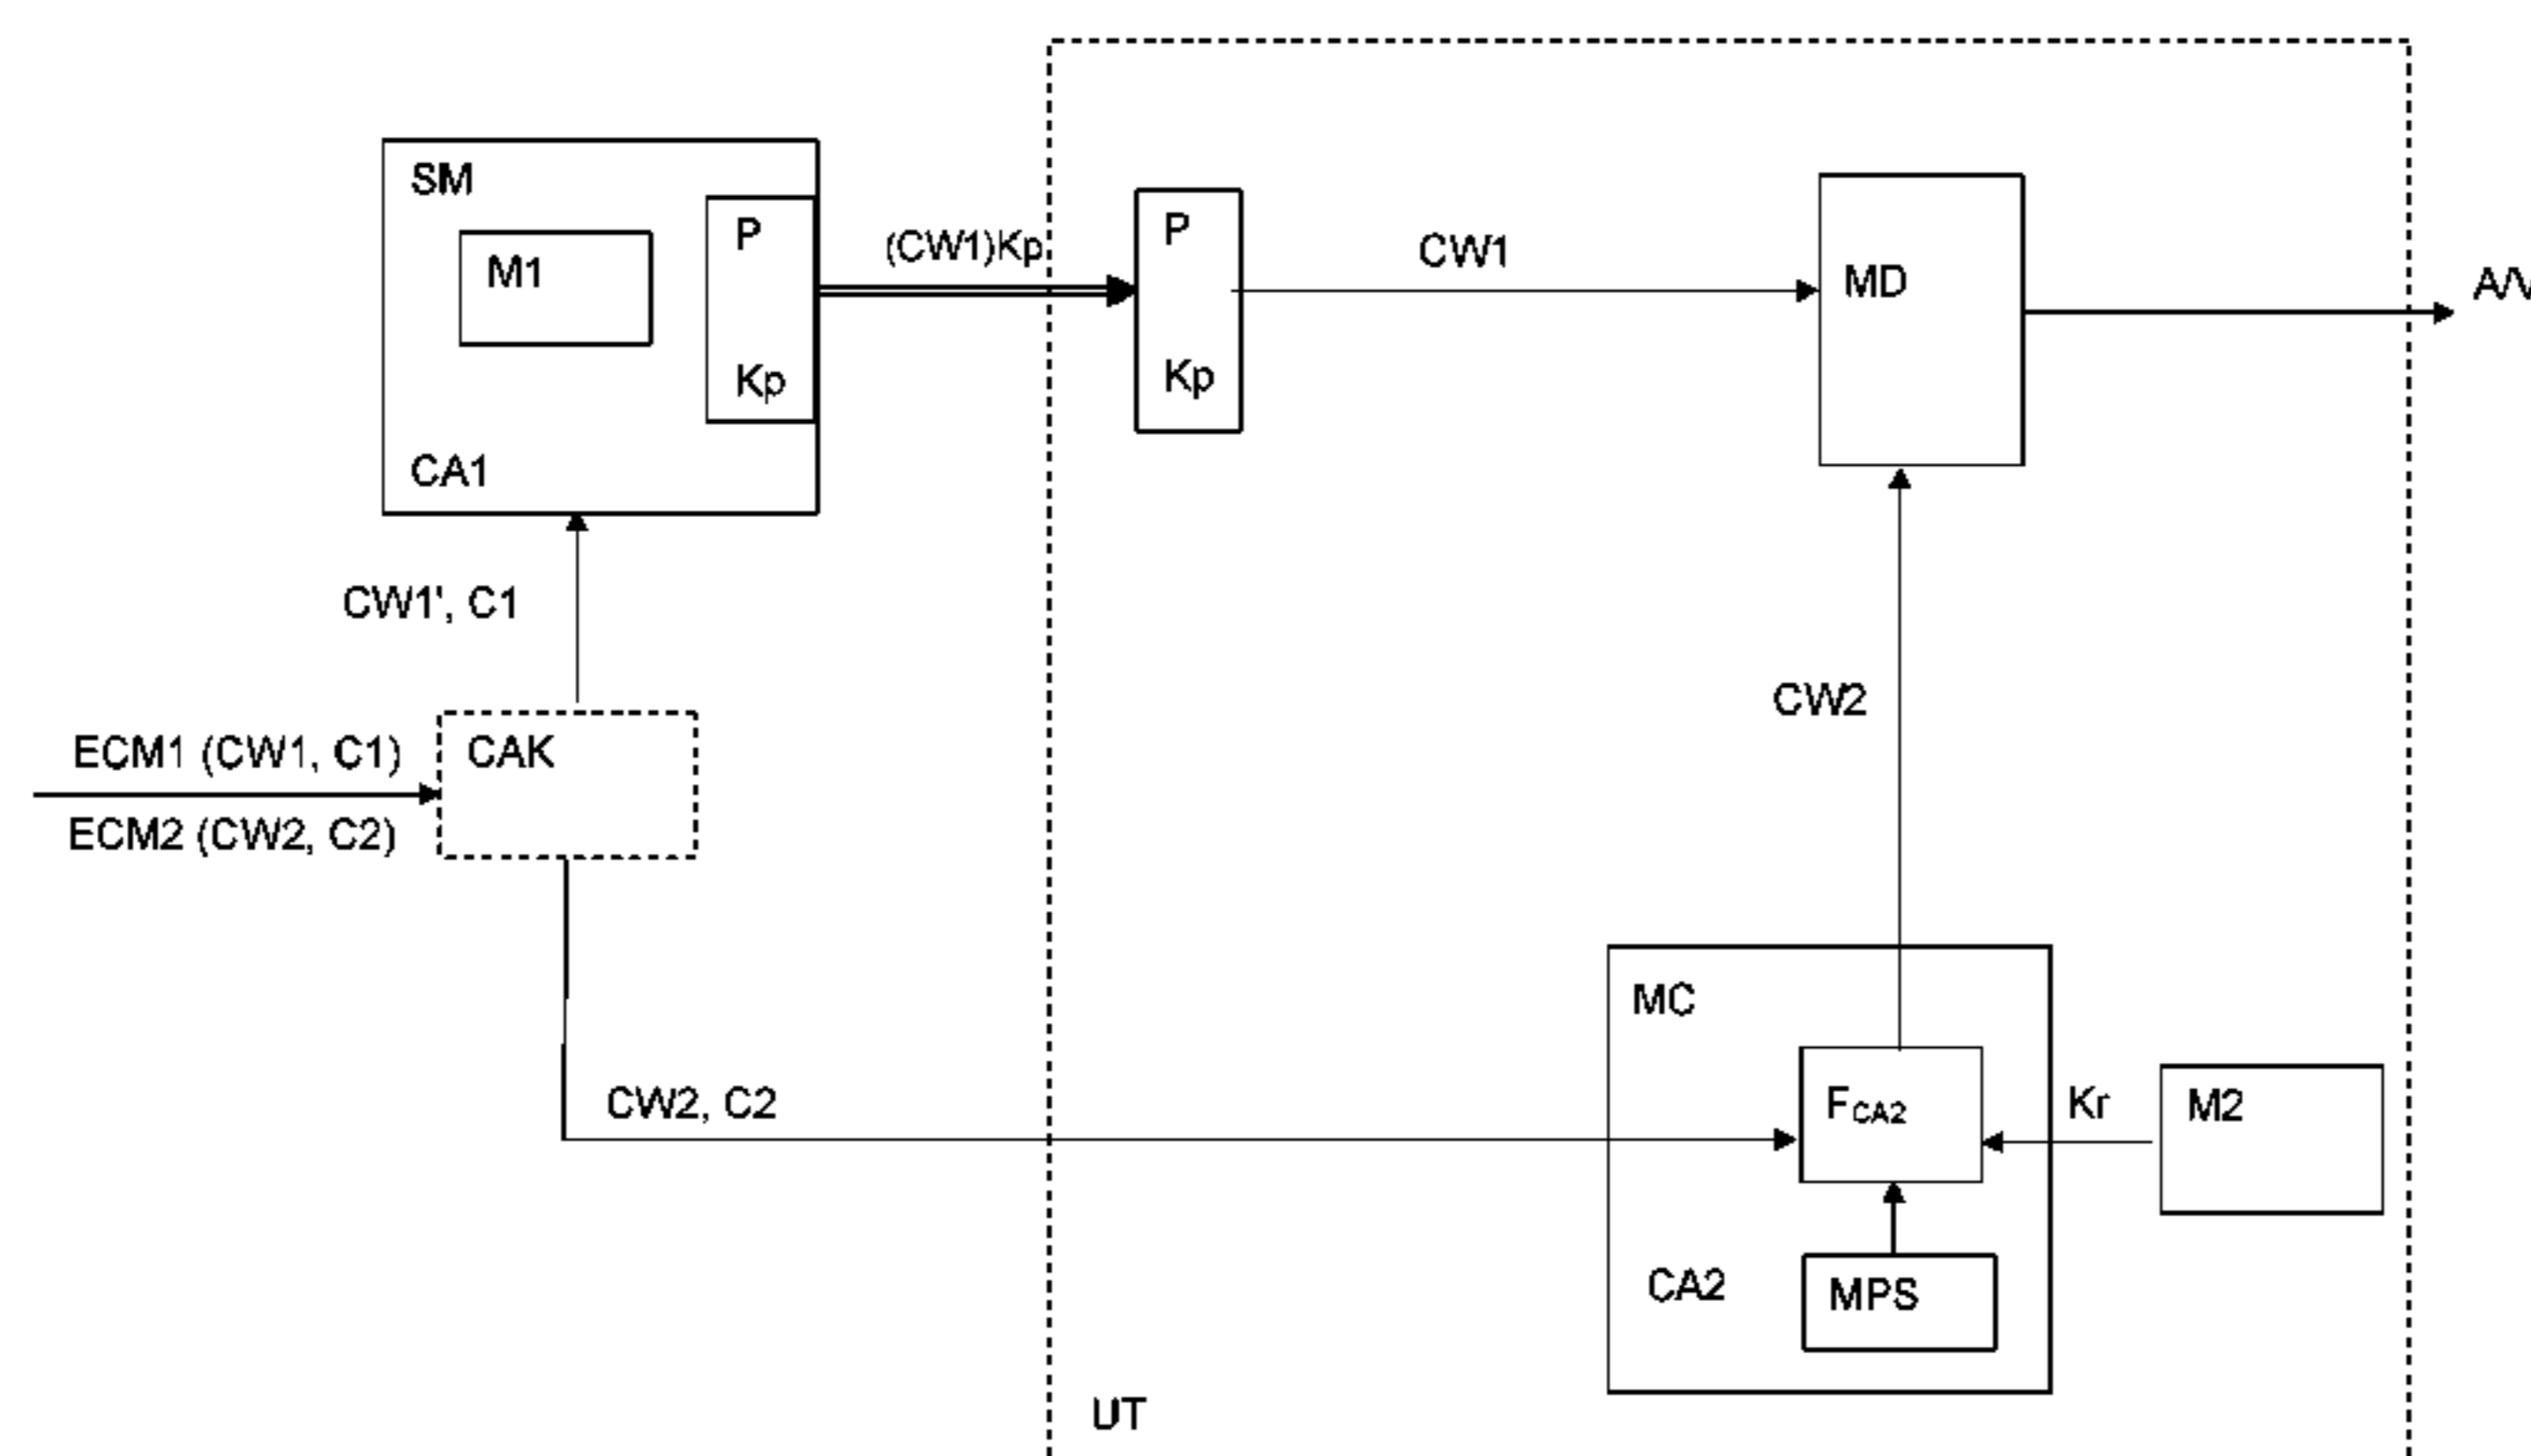 SM
M1
P
Kp
CA1
(CW1)Kp
P
Kp
CW1
MD
A/V
CW1', C1
ECM1 (CW1, C1)
ECM2 (CW2, C2)
CAK
CW2
CW2, C2
MC
FCA2
Kr
M2
CA2
MPS
UT